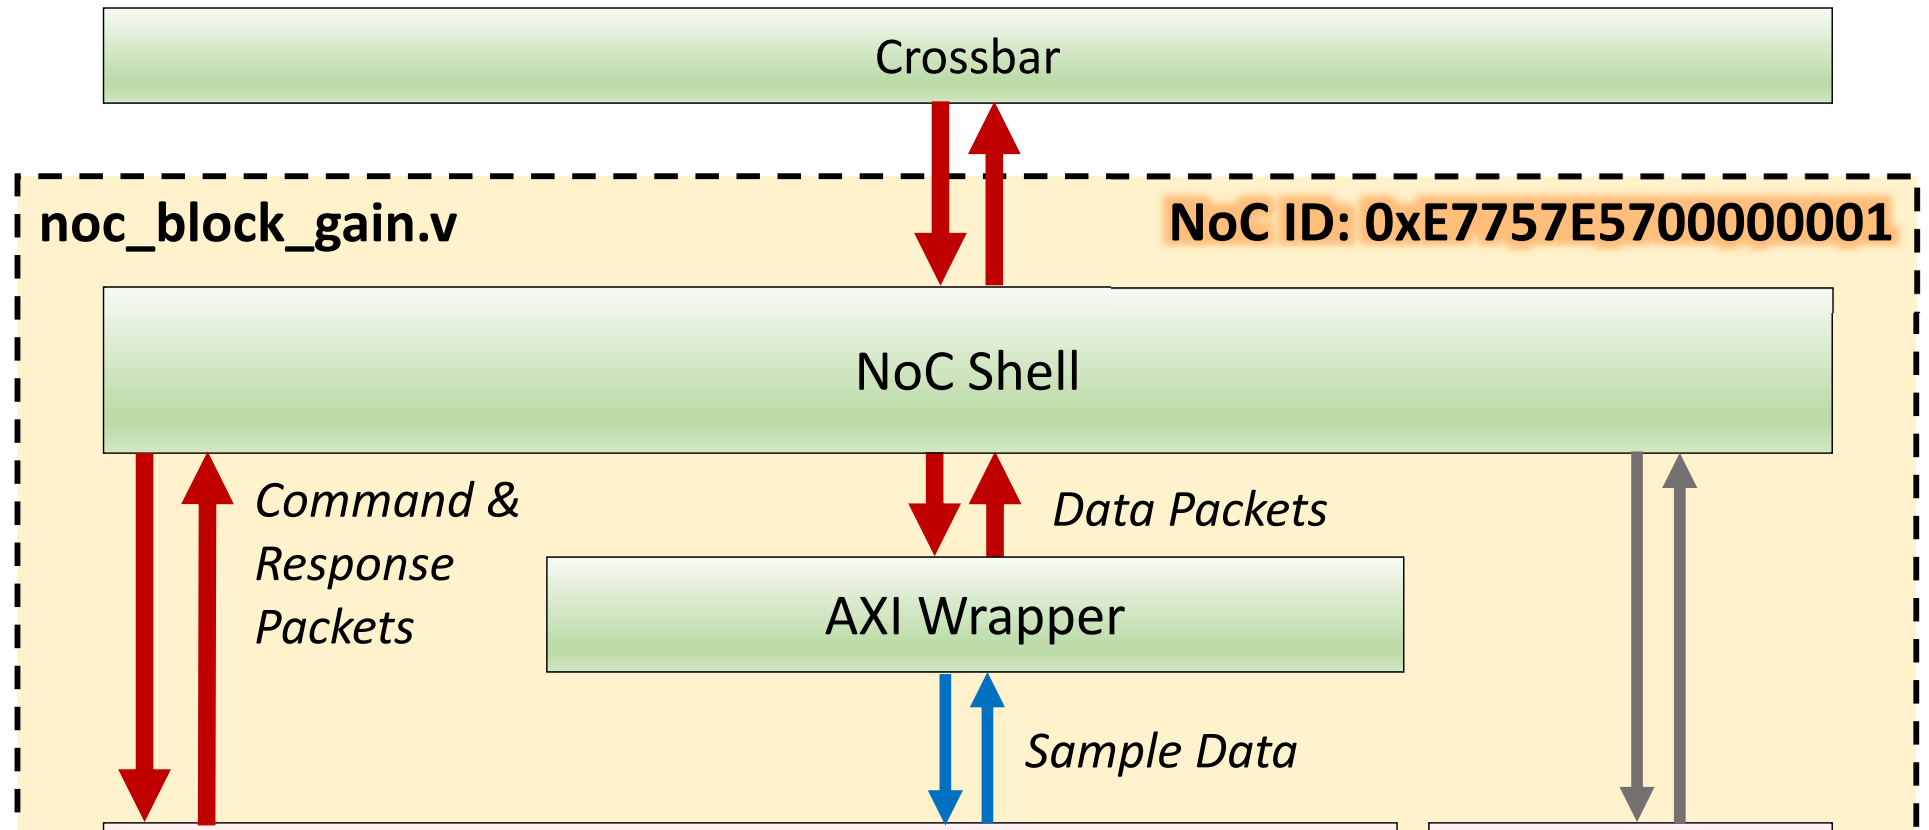 Crossbar
noc_block_gain.v
NoC ID: 0xE7757E5700000001
NoC Shell
Command &
Response
Packets
Data Packets
AXI Wrapper
Sample Data